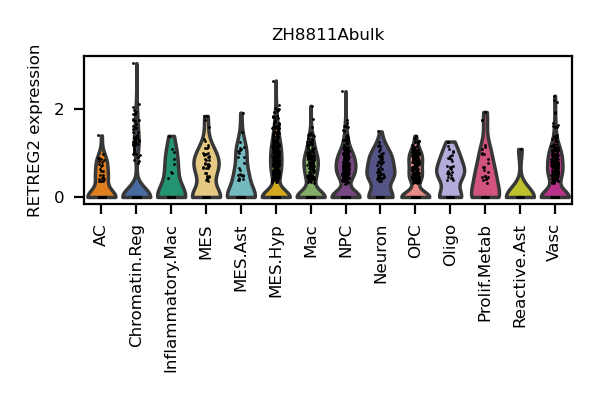 ZH8811Abulk
RETREG2 expression
2
0
AC
Chromatin.Reg
Inflammatory.Mac
MES
MES.Ast
MES.Hyp
Mac
NPC
Neuron
OPC
Oligo
Prolif.Metab
Reactive.Ast
Vasc